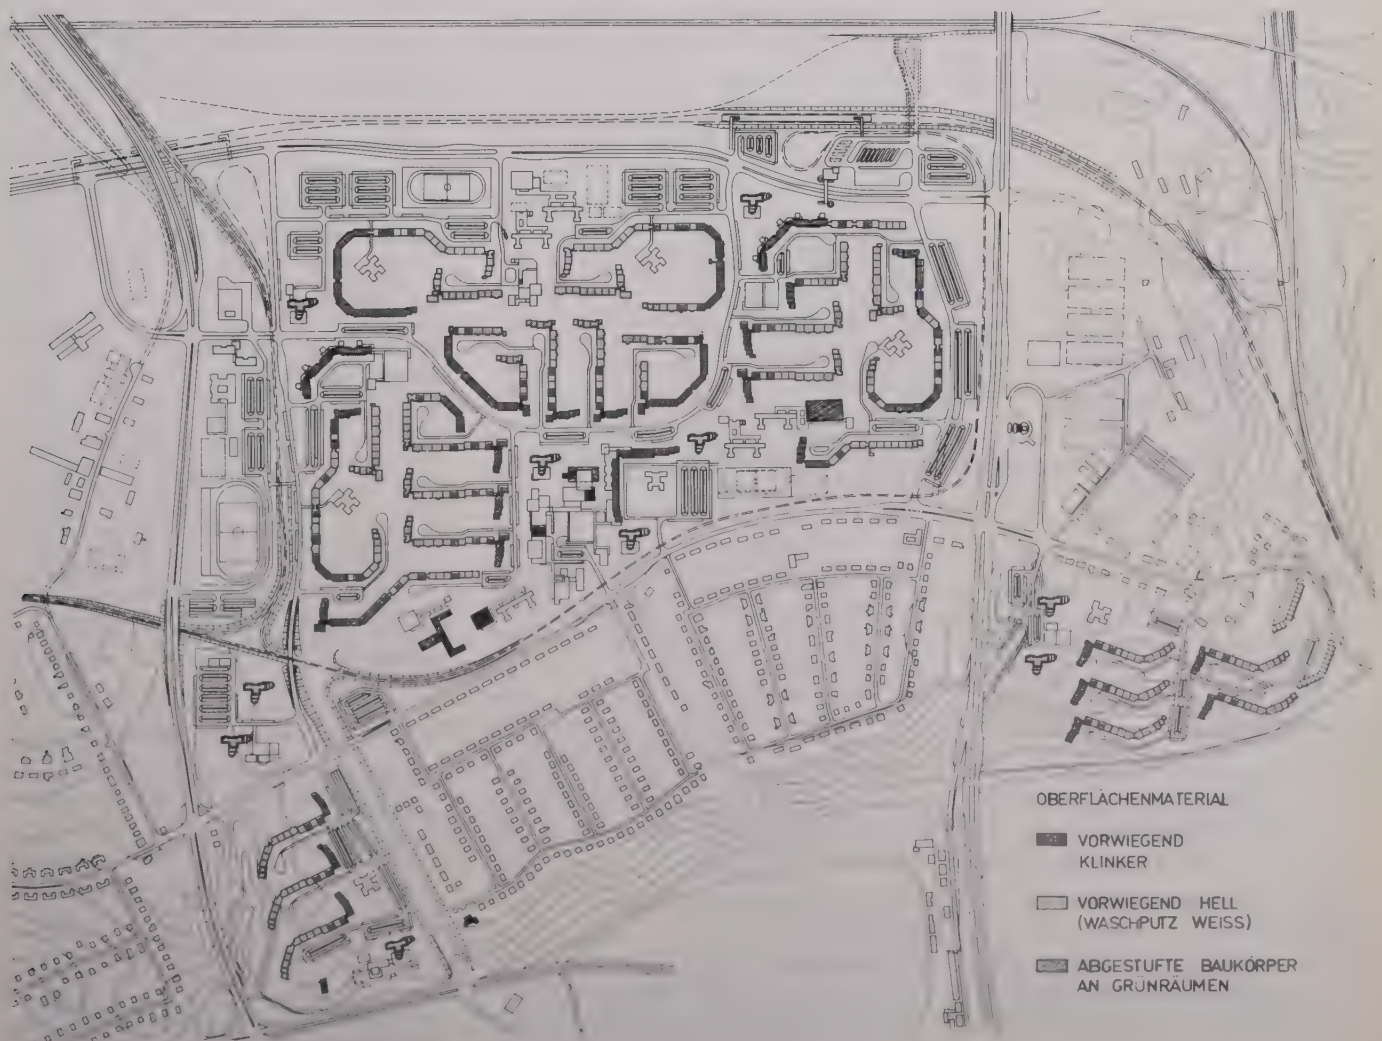 OBERFLÄCHENMATERIAL
VORWIEGEND
KLINKER
VORWIEGEND HELL
(WASCHPUTZ WEISS)
ABGESTUFTE BAUKÖRPER
AN GRÜNRÄUMEN